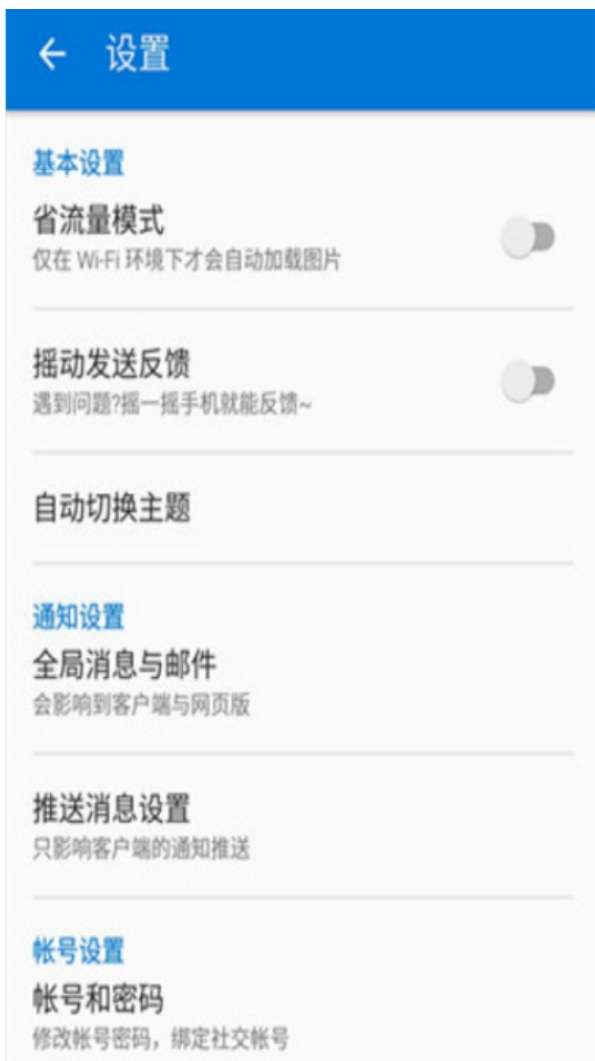 设置
基本设置
省流量模式
仅在 Wi-Fi 环境下才会自动加载图片
摇动发送反馈
遇到问题?摇一摇手机就能反馈~
自动切换主题
通知设置
全局消息与邮件
会影响到客户端与网页版
推送消息设置
只影响客户端的通知推送
帐号设置
帐号和密码
修改帐号密码，绑定社交帐号